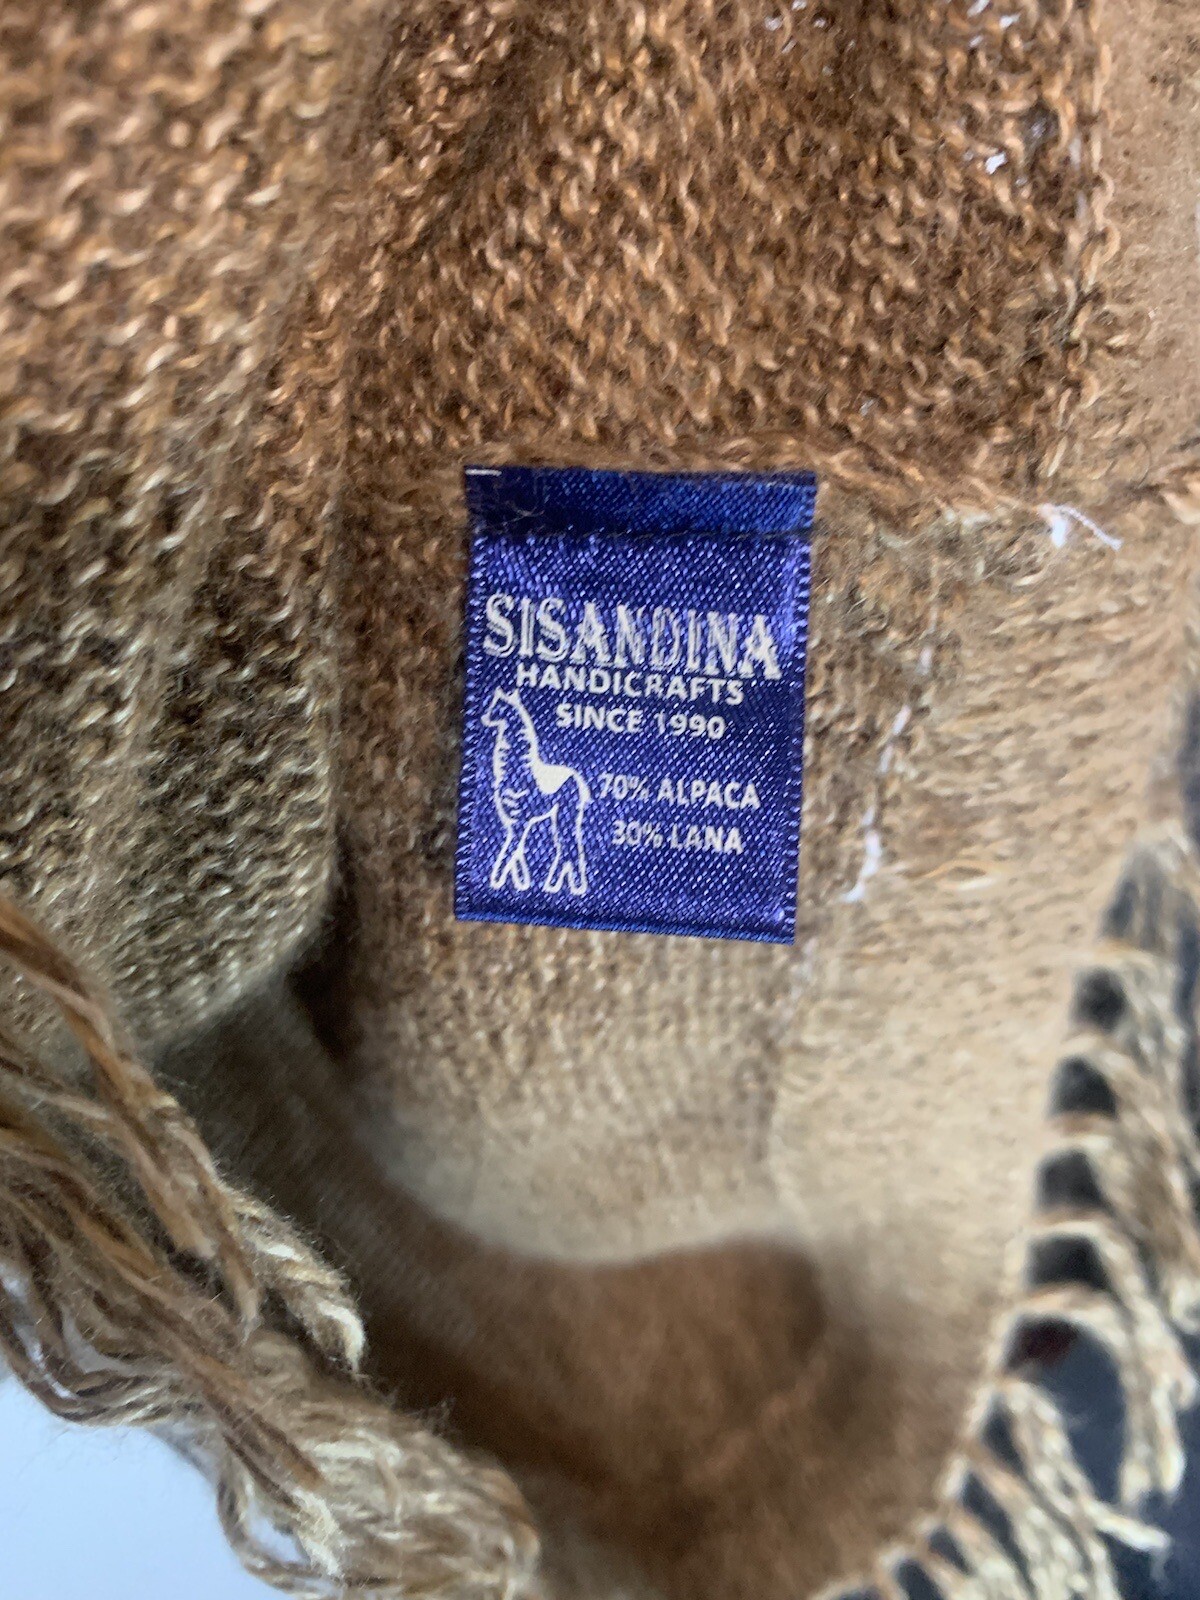 SISANDINA
HANDICRAFTS
SINCE 1990
70% ALPACA
30% LANA